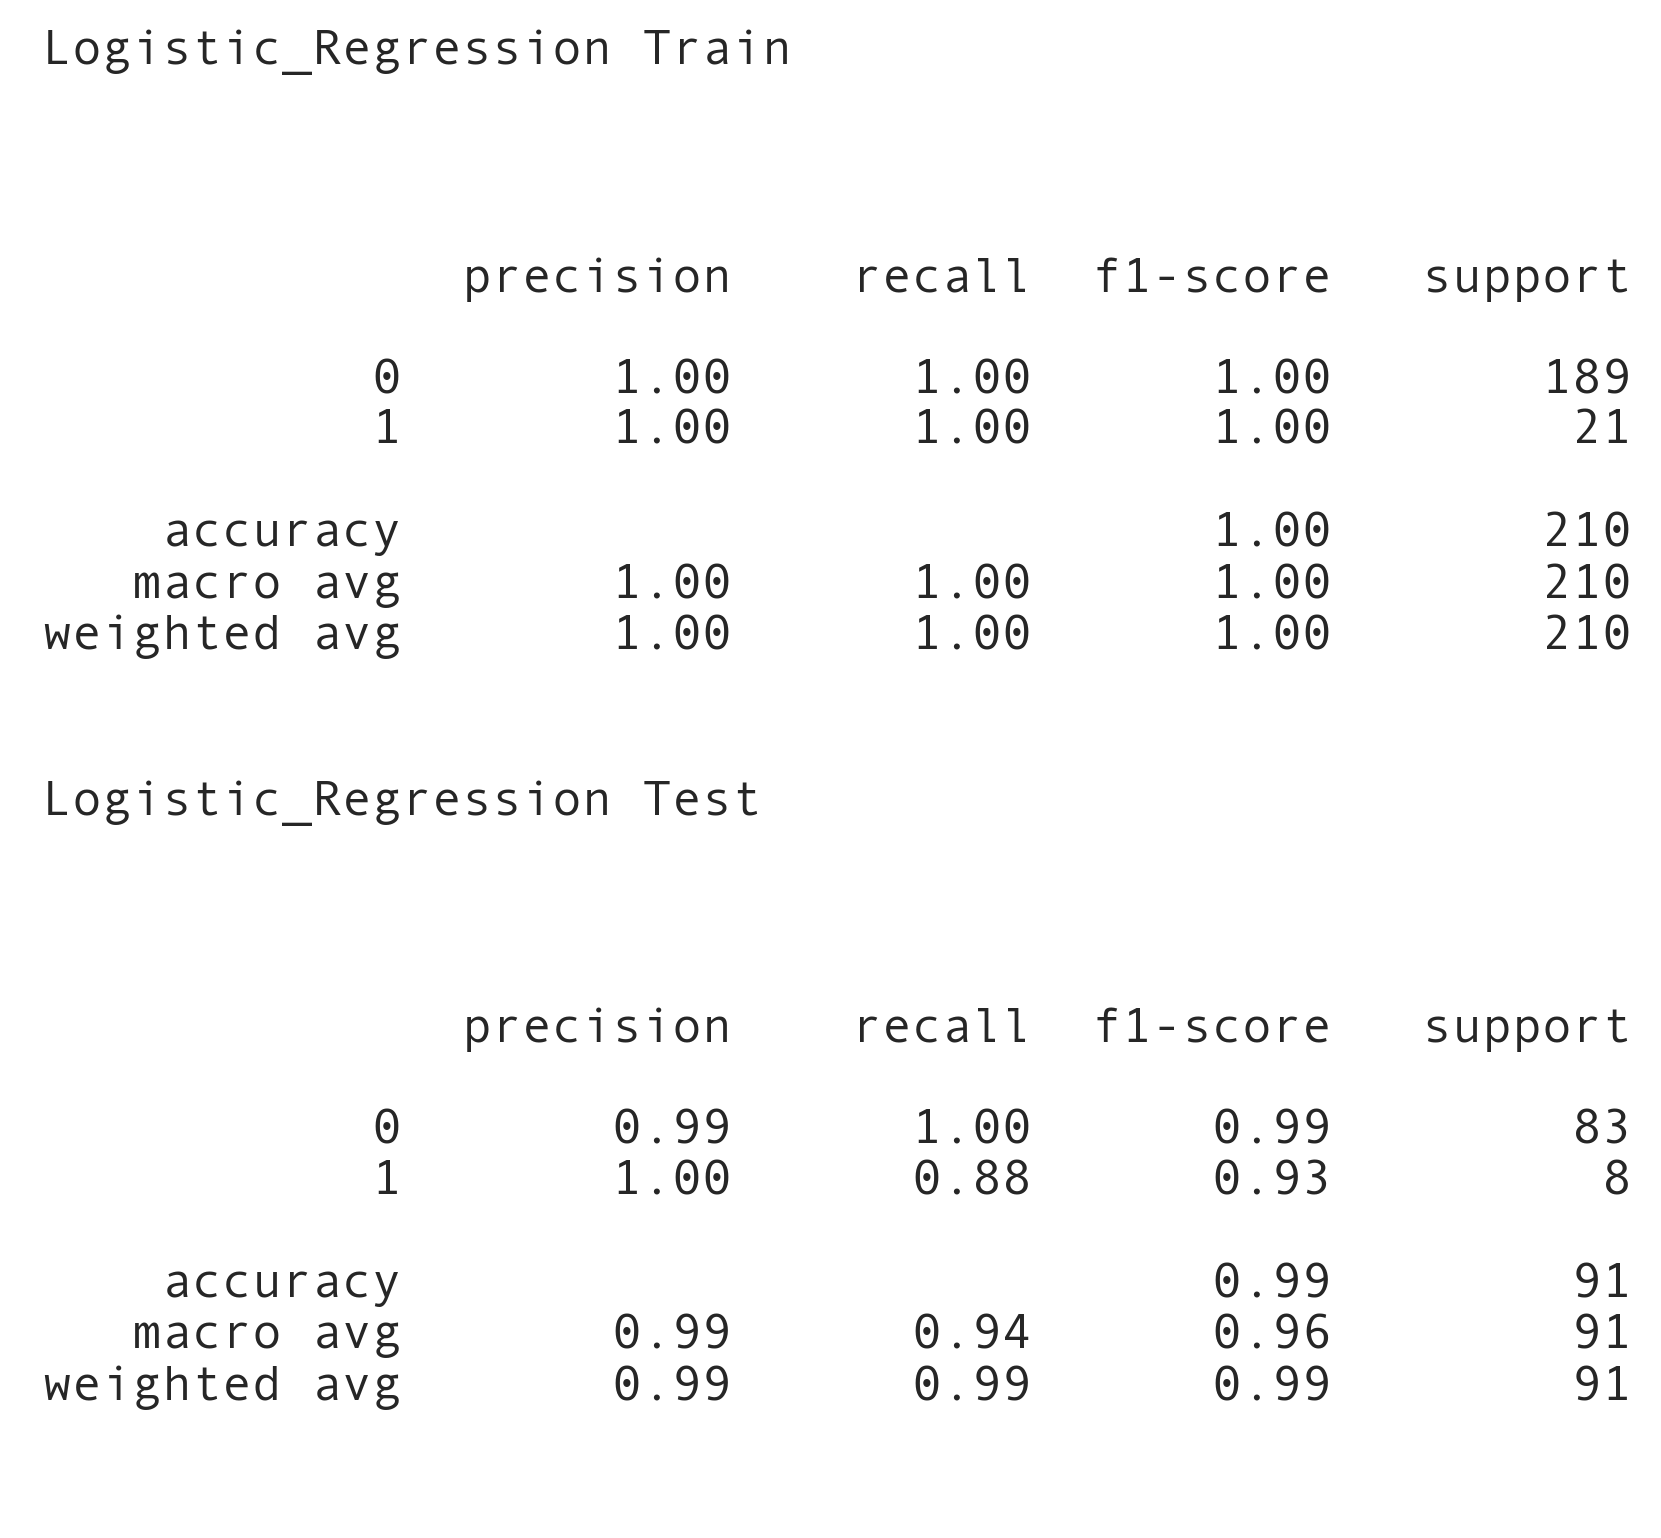 Logistic_Regression Train
precision recall f1-score support
0 1.00 1.00 1.00 189
1 1.00 1.00 1.00 21
accuracy 1.00 210
macro avg 1.00 1.00 1.00 210
weighted avg 1.00 1.00 1.00 210
Logistic_Regression Test
precision recall f1-score support
0 0.99 1.00 0.99 83
1 1.00 0.88 0.93 8
accuracy 0.99 91
macro avg 0.99 0.94 0.96 91
weighted avg 0.99 0.99 0.99 91